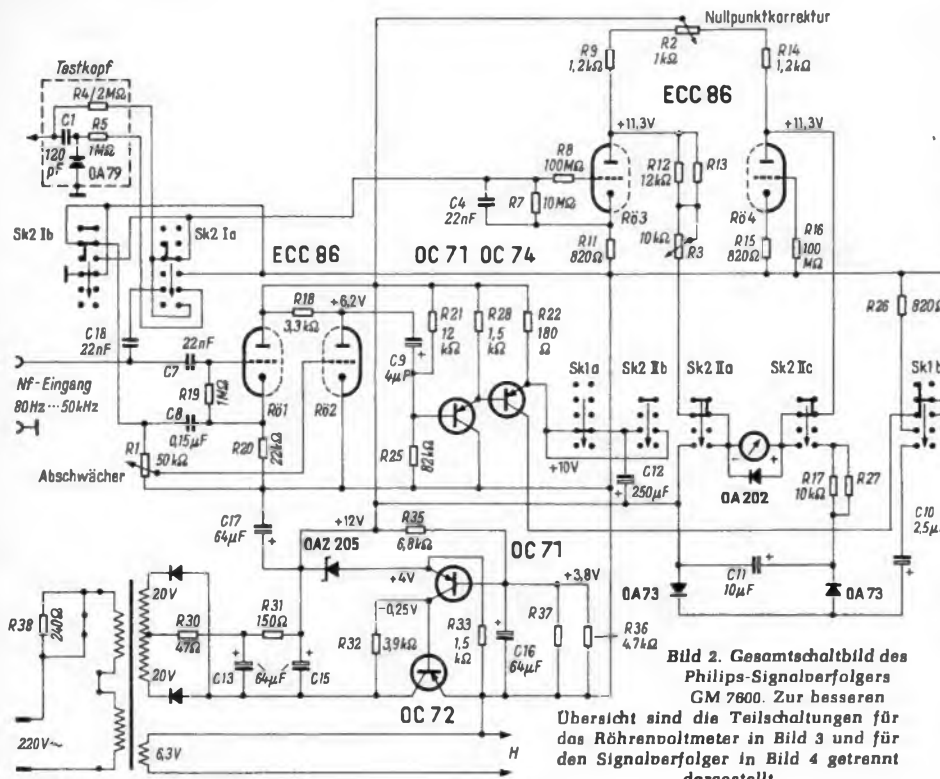 Nullpunktkorrektur
R9
1,2kΩ
R2
1kΩ
R14
1,2kΩ
Testkopf
R4/2MΩ
C1
R5
1MΩ
120
pF
OA79
ECC 86
+11,3V
+11,3V
R8
100MΩ
R12
12kΩ
R13
C4
22nF
R7
10MΩ
Rö3
Rö4
R16
100
MΩ
Sk2 Ib
Sk2 Ia
ECC 86
OC 71
OC 74
R11
820Ω
10kΩ
R3
R15
820Ω
R18
3,3kΩ
+6,2V
R21
12
kΩ
R28
1,5
kΩ
R22
180
Ω
R26
820Ω
C18
22nF
22nF
C7
C9
4µF
Nf-Eingang
80Hz...50kHz
R19
1MΩ
Rö1
Rö2
Sk1a
Sk2 IIb
Sk2 IIa
Sk2 IIc
Sk1b
C8
0,15µF
R1
50kΩ
R20
22kΩ
R25
82kΩ
+10V
C12
250µF
OA 202
R17
10kΩ
R27
Abschwächer
C10
2,5µ
C17
64µF
+12V
R35
6,8kΩ
OAZ 205
OC 71
+4V
+3,8V
OA73
C11
10µF
OA73
20V
-0,25V
R38
240Ω
R30
47Ω
R31
150Ω
R32
3,9kΩ
R33
1,5
kΩ
C16
64µF
R37
R36
4,7kΩ
20V
C13
64µF
C15
OC 72
220V~
6,3V
H
Bild 2. Gesamtschaltbild des
Philips-Signalverfolgers
GM 7600. Zur besseren
Übersicht sind die Teilschaltungen für
das Röhrenvoltmeter in Bild 3 und für
den Signalverfolger in Bild 4 getrennt
dargestellt